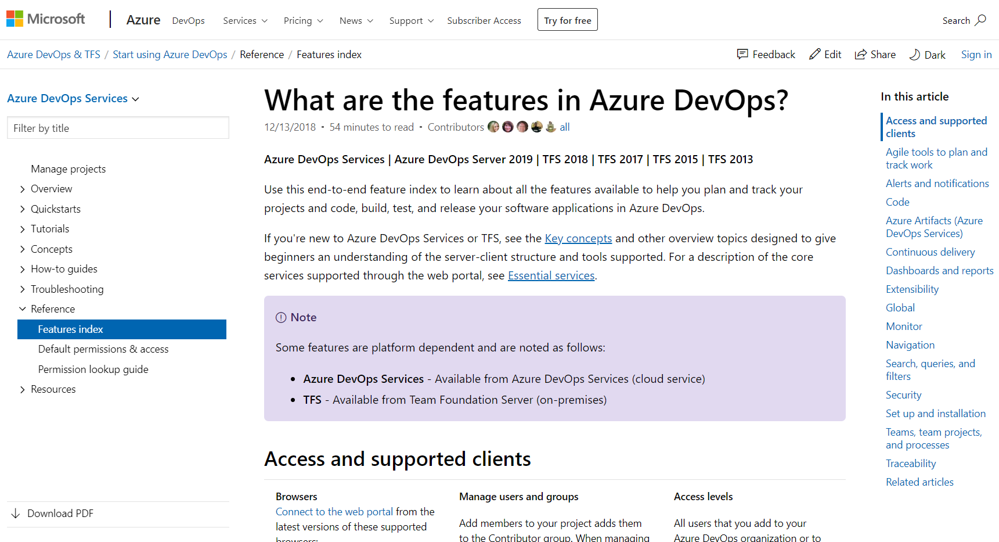 Microsoft
Azure DevOps Services Pricing News Support Subscriber Access Try for free Search
Azure DevOps & TFS / Start using Azure DevOps / Reference / Features index
Feedback Edit Share Dark Sign in
Azure DevOps Services
Filter by title
Manage projects
Overview
Quickstarts
Tutorials
Concepts
How-to guides
Troubleshooting
Reference
Features index
Default permissions & access
Permission lookup guide
Resources
Download PDF
What are the features in Azure DevOps?
12/13/2018 • 54 minutes to read • Contributors all
Azure DevOps Services | Azure DevOps Server 2019 | TFS 2018 | TFS 2017 | TFS 2015 | TFS 2013
Use this end-to-end feature index to learn about all the features available to help you plan and track your
projects and code, build, test, and release your software applications in Azure DevOps.
If you're new to Azure DevOps Services or TFS, see the Key concepts and other overview topics designed to give
beginners an understanding of the server-client structure and tools supported. For a description of the core
services supported through the web portal, see Essential services.
Note
Some features are platform dependent and are noted as follows:
• Azure DevOps Services - Available from Azure DevOps Services (cloud service)
• TFS - Available from Team Foundation Server (on-premises)
Access and supported clients
Browsers
Connect to the web portal from the
latest versions of these supported
browsers:
Manage users and groups
Add members to your project adds them
to the Contributor group. When managing
Access levels
All users that you add to your
Azure DevOps organization or to
In this article
Access and supported
clients
Agile tools to plan and
track work
Alerts and notifications
Code
Azure Artifacts (Azure
DevOps Services)
Continuous delivery
Dashboards and reports
Extensibility
Global
Monitor
Navigation
Search, queries, and
filters
Security
Set up and installation
Teams, team projects,
and processes
Traceability
Related articles